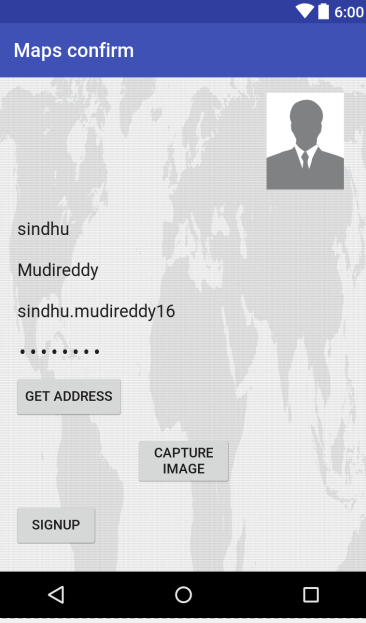 6:00
Maps confirm
sindhu
Mudireddy
sindhu.mudireddy16
••••••••
GET ADDRESS
CAPTURE
IMAGE
SIGNUP